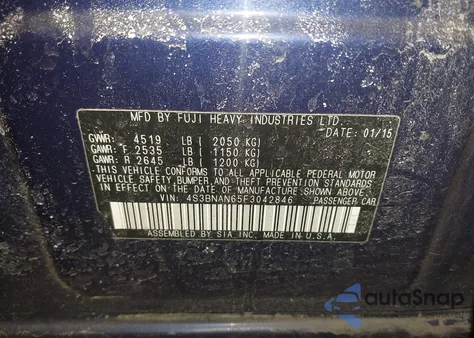 MFD BY FUJI HEAVY INDUSTRIES LTD.
DATE: 01/15
GVWR: 4519 LB ( 2050 KG)
GAWR: F 2535 LB ( 1150 KG)
GAWR: R 2645 LB ( 1200 KG)
THIS VEHICLE CONFORMS TO ALL APPLICABLE FEDERAL MOTOR
VEHICLE SAFETY, BUMPER, AND THEFT PREVENTION STANDARDS
IN EFFECT ON THE DATE OF MANUFACTURE SHOWN ABOVE.
VIN: 4S3BNAN65F3042846 PASSENGER CAR
ASSEMBLED BY SIA INC. MADE IN U.S.A.
autaSnap